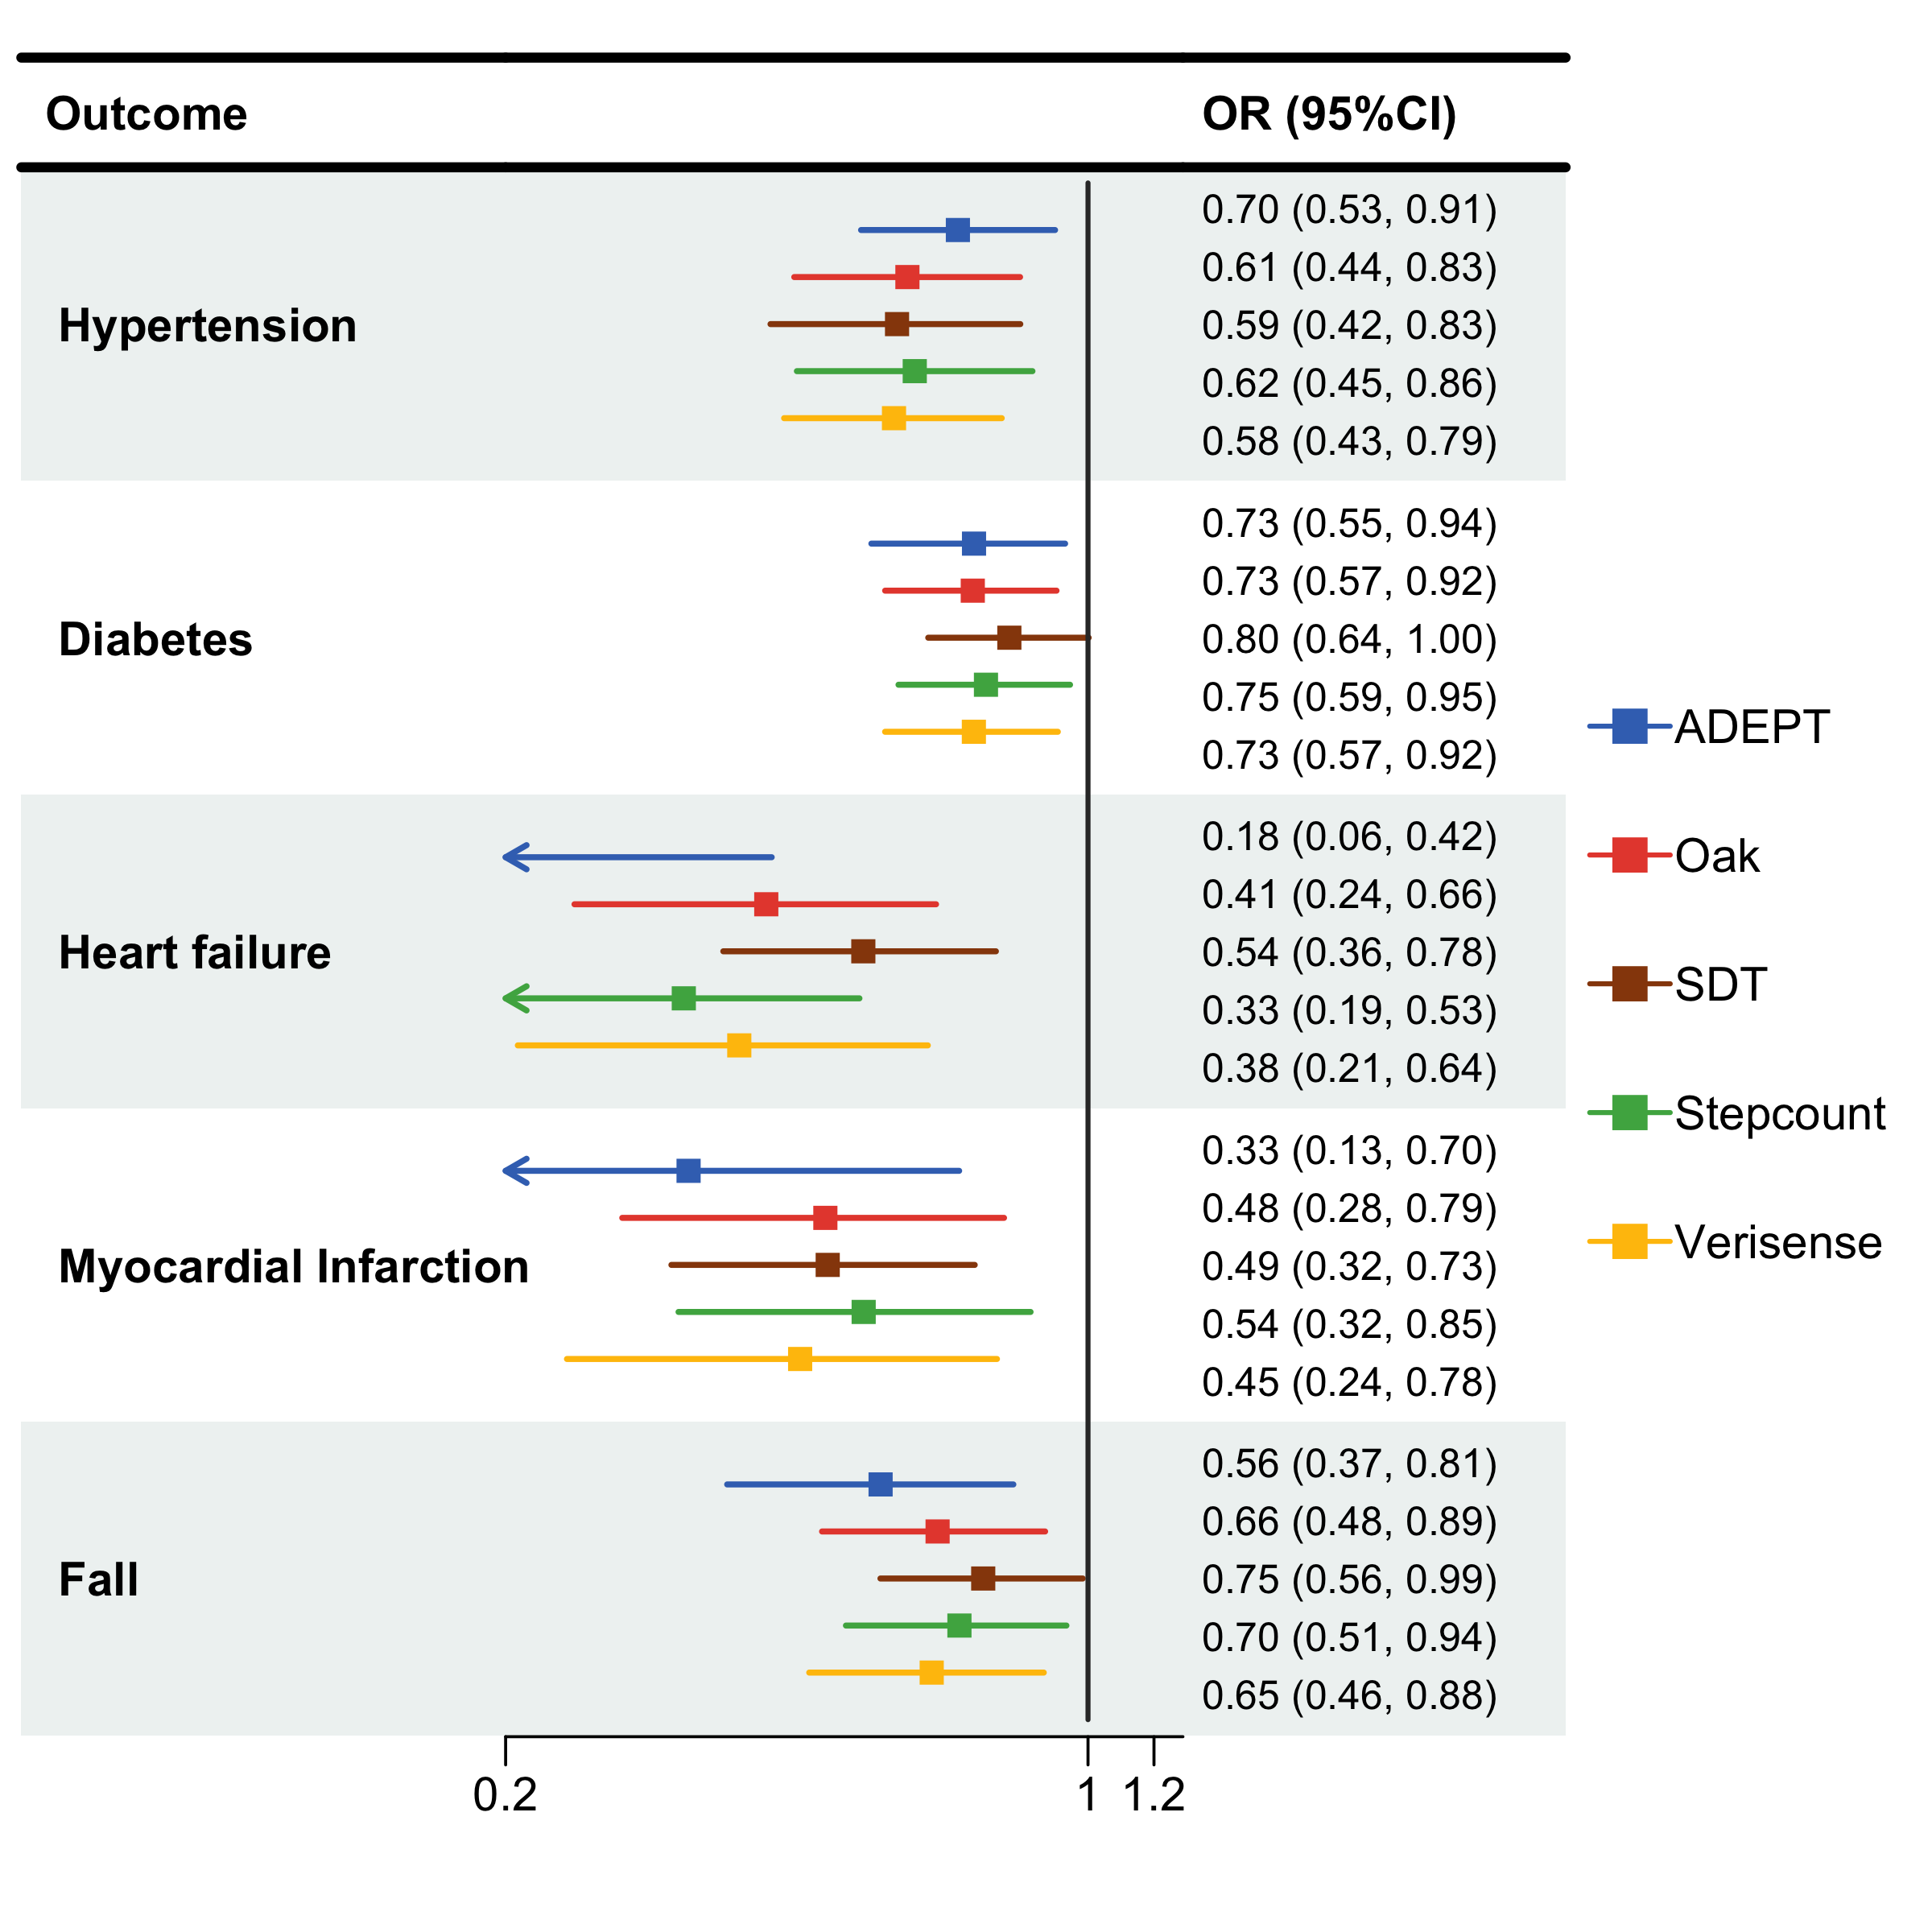 Outcome OR (95%CI)
Hypertension
0.70 (0.53, 0.91)
0.61 (0.44, 0.83)
0.59 (0.42, 0.83)
0.62 (0.45, 0.86)
0.58 (0.43, 0.79)
Diabetes
0.73 (0.55, 0.94)
0.73 (0.57, 0.92)
0.80 (0.64, 1.00)
0.75 (0.59, 0.95)
0.73 (0.57, 0.92)
Heart failure
0.18 (0.06, 0.42)
0.41 (0.24, 0.66)
0.54 (0.36, 0.78)
0.33 (0.19, 0.53)
0.38 (0.21, 0.64)
Myocardial Infarction
0.33 (0.13, 0.70)
0.48 (0.28, 0.79)
0.49 (0.32, 0.73)
0.54 (0.32, 0.85)
0.45 (0.24, 0.78)
Fall
0.56 (0.37, 0.81)
0.66 (0.48, 0.89)
0.75 (0.56, 0.99)
0.70 (0.51, 0.94)
0.65 (0.46, 0.88)
0.2 1 1.2
ADEPT
Oak
SDT
Stepcount
Verisense